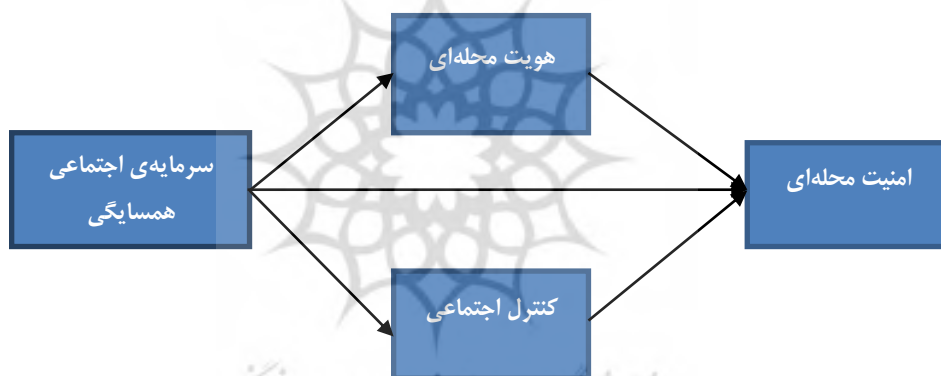 هویت محله‌ای
سرمایه‌ی اجتماعی
همسایگی
امنیت محله‌ای
کنترل اجتماعی